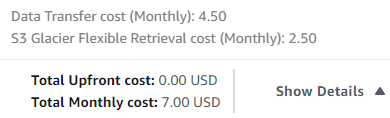 Data Transfer cost (Monthly): 4.50
S3 Glacier Flexible Retrieval cost (Monthly): 2.50
Total Upfront cost: 0.00 USD
Total Monthly cost: 7.00 USD
Show Details ▲